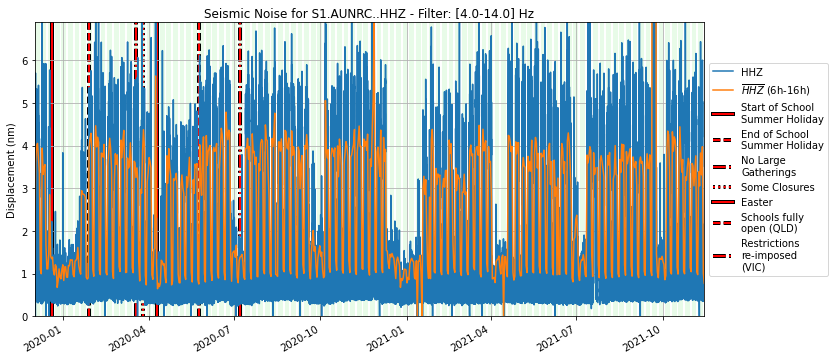 Seismic Noise for S1.AUNRC..HHZ - Filter: [4.0-14.0] Hz
Displacement (nm)
6
5
4
3
2
1
0
2020-01
2020-04
2020-07
2020-10
2021-01
2021-04
2021-07
2021-10
HHZ
HHZ (6h-16h)
Start of School
Summer Holiday
End of School
Summer Holiday
No Large
Gatherings
Some Closures
Easter
Schools fully
open (QLD)
Restrictions
re-imposed
(VIC)